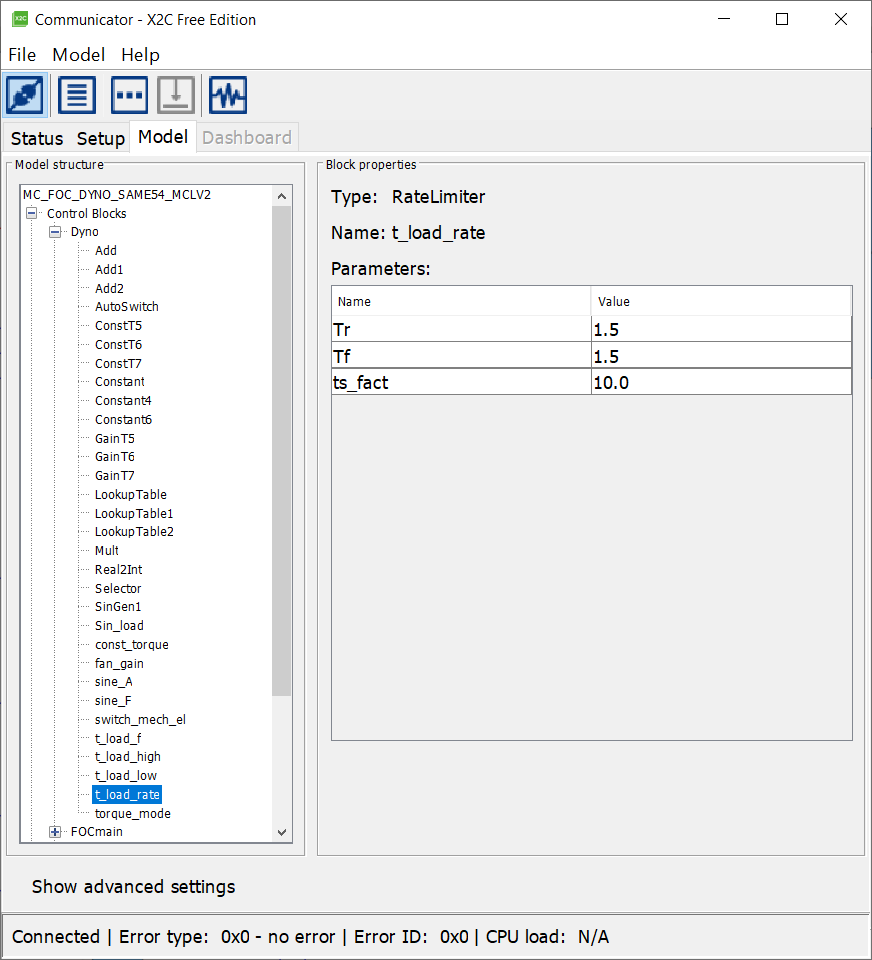 X2C Communicator - X2C Free Edition
File Model Help
Status Setup Model Dashboard
Model structure
MC_FOC_DYNO_SAME54_MCLV2
Control Blocks
Dyno
Add
Add1
Add2
AutoSwitch
ConstT5
ConstT6
ConstT7
Constant
Constant4
Constant6
GainT5
GainT6
GainT7
LookupTable
LookupTable1
LookupTable2
Mult
Real2Int
Selector
SinGen1
Sin_load
const_torque
fan_gain
sine_A
sine_F
switch_mech_el
t_load_f
t_load_high
t_load_low
t_load_rate
torque_mode
FOCmain
Block properties
Type: RateLimiter
Name: t_load_rate
Parameters:
Name Value
Tr 1.5
Tf 1.5
ts_fact 10.0
Show advanced settings
Connected | Error type: 0x0 - no error | Error ID: 0x0 | CPU load: N/A